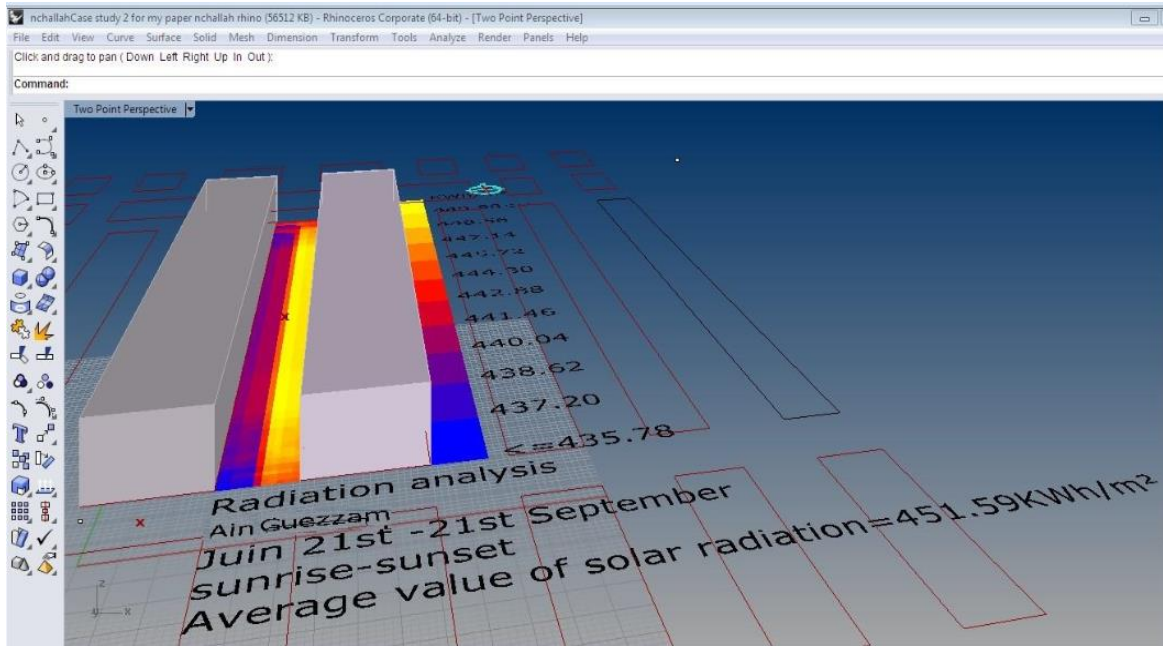 nchallahCase study 2 for my paper nchallah rhino (56512 KB) - Rhinoceros Corporate (64-bit) - [Two Point Perspective]
File Edit View Curve Surface Solid Mesh Dimension Transform Tools Analyze Render Panels Help
Click and drag to pan ( Down Left Right Up In Out ):
Command:
Two Point Perspective
447.14
445.72
444.30
442.88
441.46
440.04
438.62
437.20
<=435.78
Radiation analysis
Ain Guezzam
Juin 21st -21st September
sunrise-sunset
Average value of solar radiation=451.59KWh/m²
z
y
x